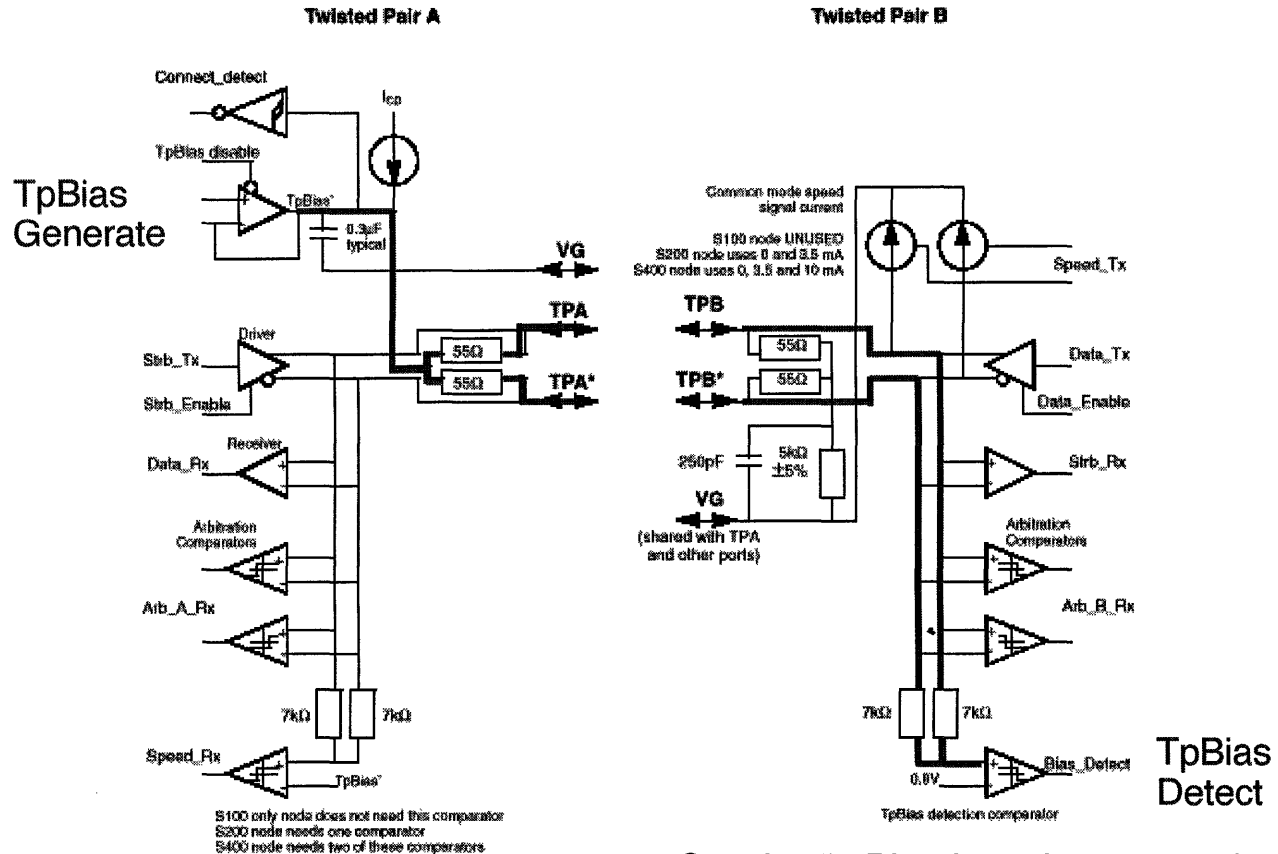 Twisted Pair A
Twisted Pair B
Connect_detect
Icp
TpBias disable
TpBias
Generate
TpBias*
0.3µF
typical
VG
TPA
Driver
Strb_Tx
55Ω
55Ω
TPA*
Strb_Enable
Receiver
Data_Rx
Arbitration
Comparators
Arb_A_Rx
7kΩ
7kΩ
Speed_Rx
TpBias*
S100 only node does not need this comparator
S200 node needs one comparator
S400 node needs two of these comparators
Common mode speed
signal current
S100 node UNUSED
S200 node uses 0 and 3.5 mA
S400 node uses 0, 3.5 and 10 mA
Speed_Tx
TPB
55Ω
Data_Tx
TPB*
55Ω
Data_Enable
250pF
5kΩ
±5%
Strb_Rx
VG
(shared with TPA
and other ports)
Arbitration
Comparators
Arb_B_Rx
7kΩ
7kΩ
0.8V
Bias_Detect
TpBias
Detect
TpBias detection comparator